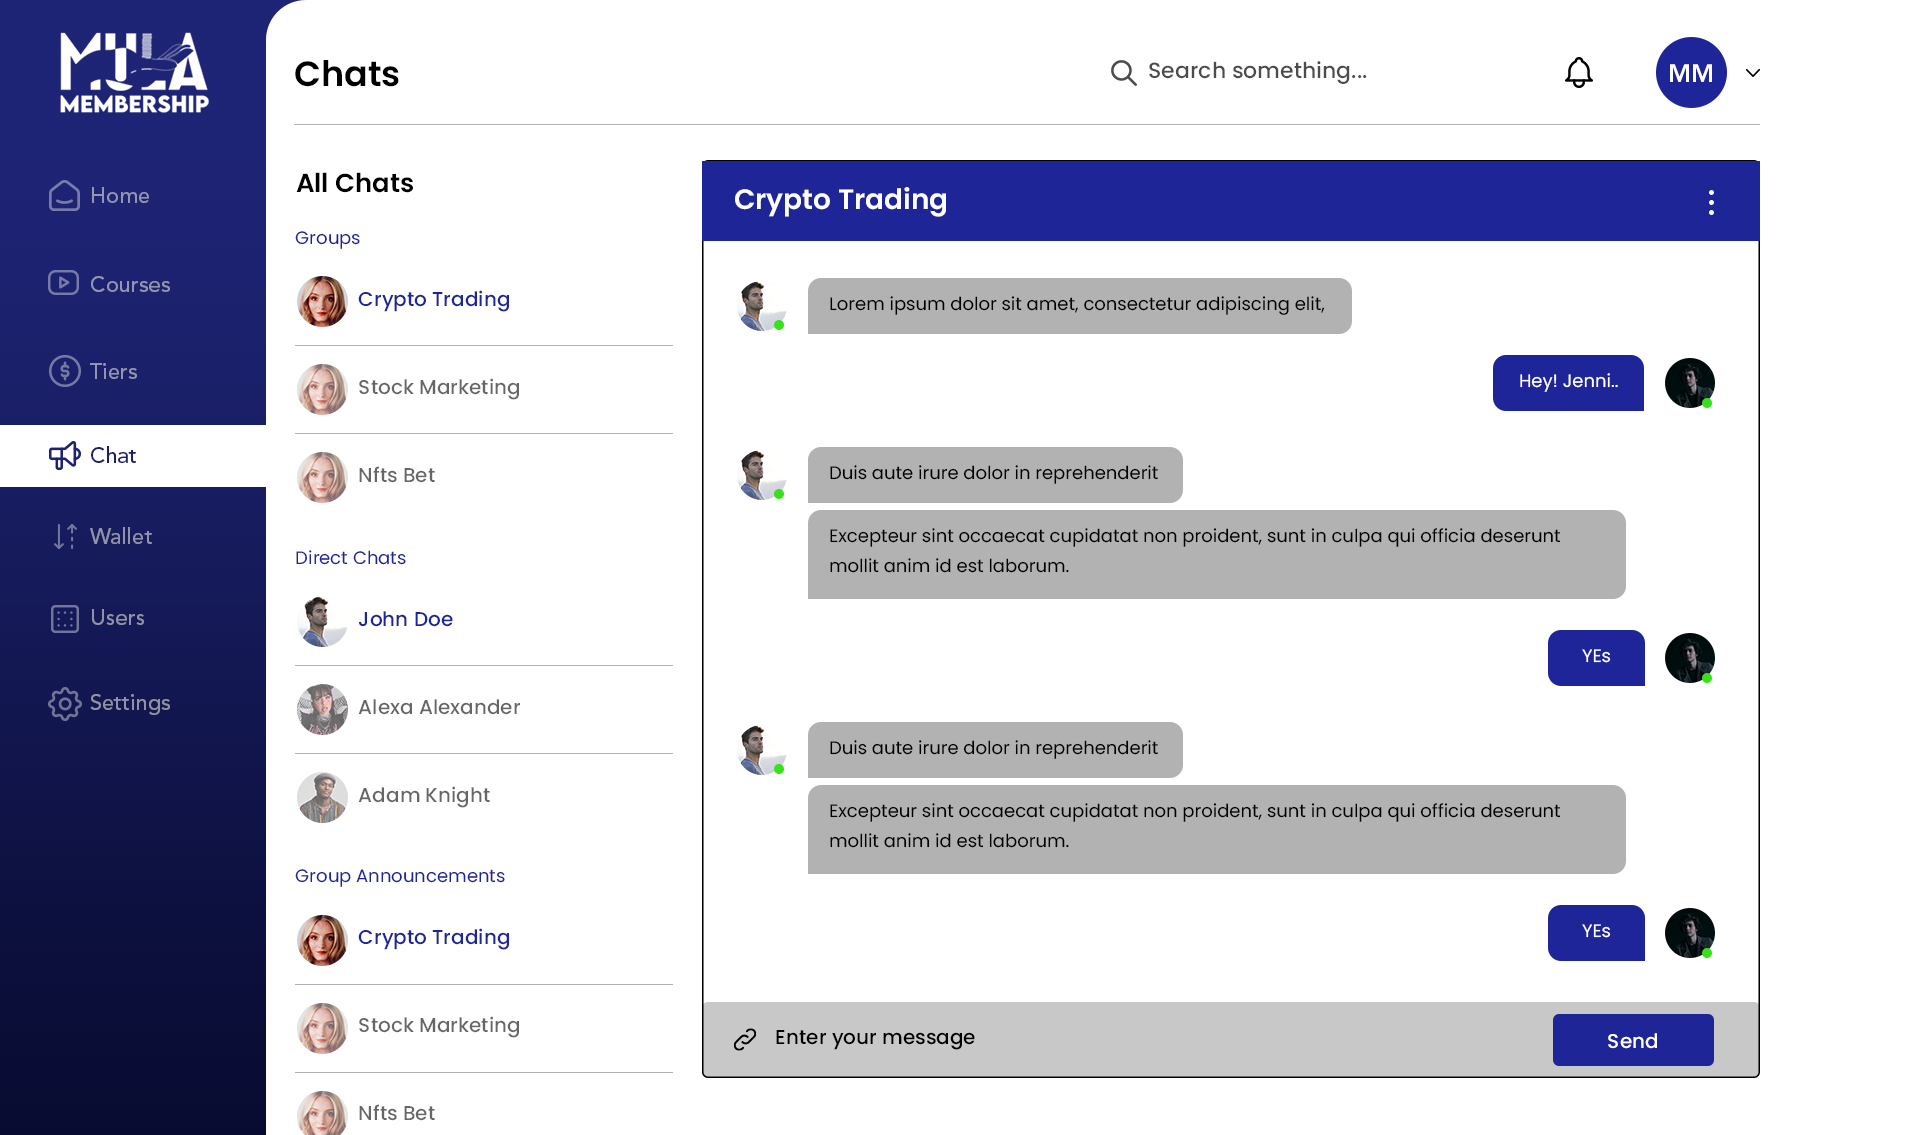 MULA
MEMBERSHIP
Home
Courses
Tiers
Chat
Wallet
Users
Settings
Chats
Search something...
MM
All Chats
Groups
Crypto Trading
Stock Marketing
Nfts Bet
Direct Chats
John Doe
Alexa Alexander
Adam Knight
Group Announcements
Crypto Trading
Stock Marketing
Nfts Bet
Crypto Trading
Lorem ipsum dolor sit amet, consectetur adipiscing elit,
Hey! Jenni..
Duis aute irure dolor in reprehenderit
Excepteur sint occaecat cupidatat non proident, sunt in culpa qui officia deserunt
mollit anim id est laborum.
YEs
Duis aute irure dolor in reprehenderit
Excepteur sint occaecat cupidatat non proident, sunt in culpa qui officia deserunt
mollit anim id est laborum.
YEs
Enter your message
Send